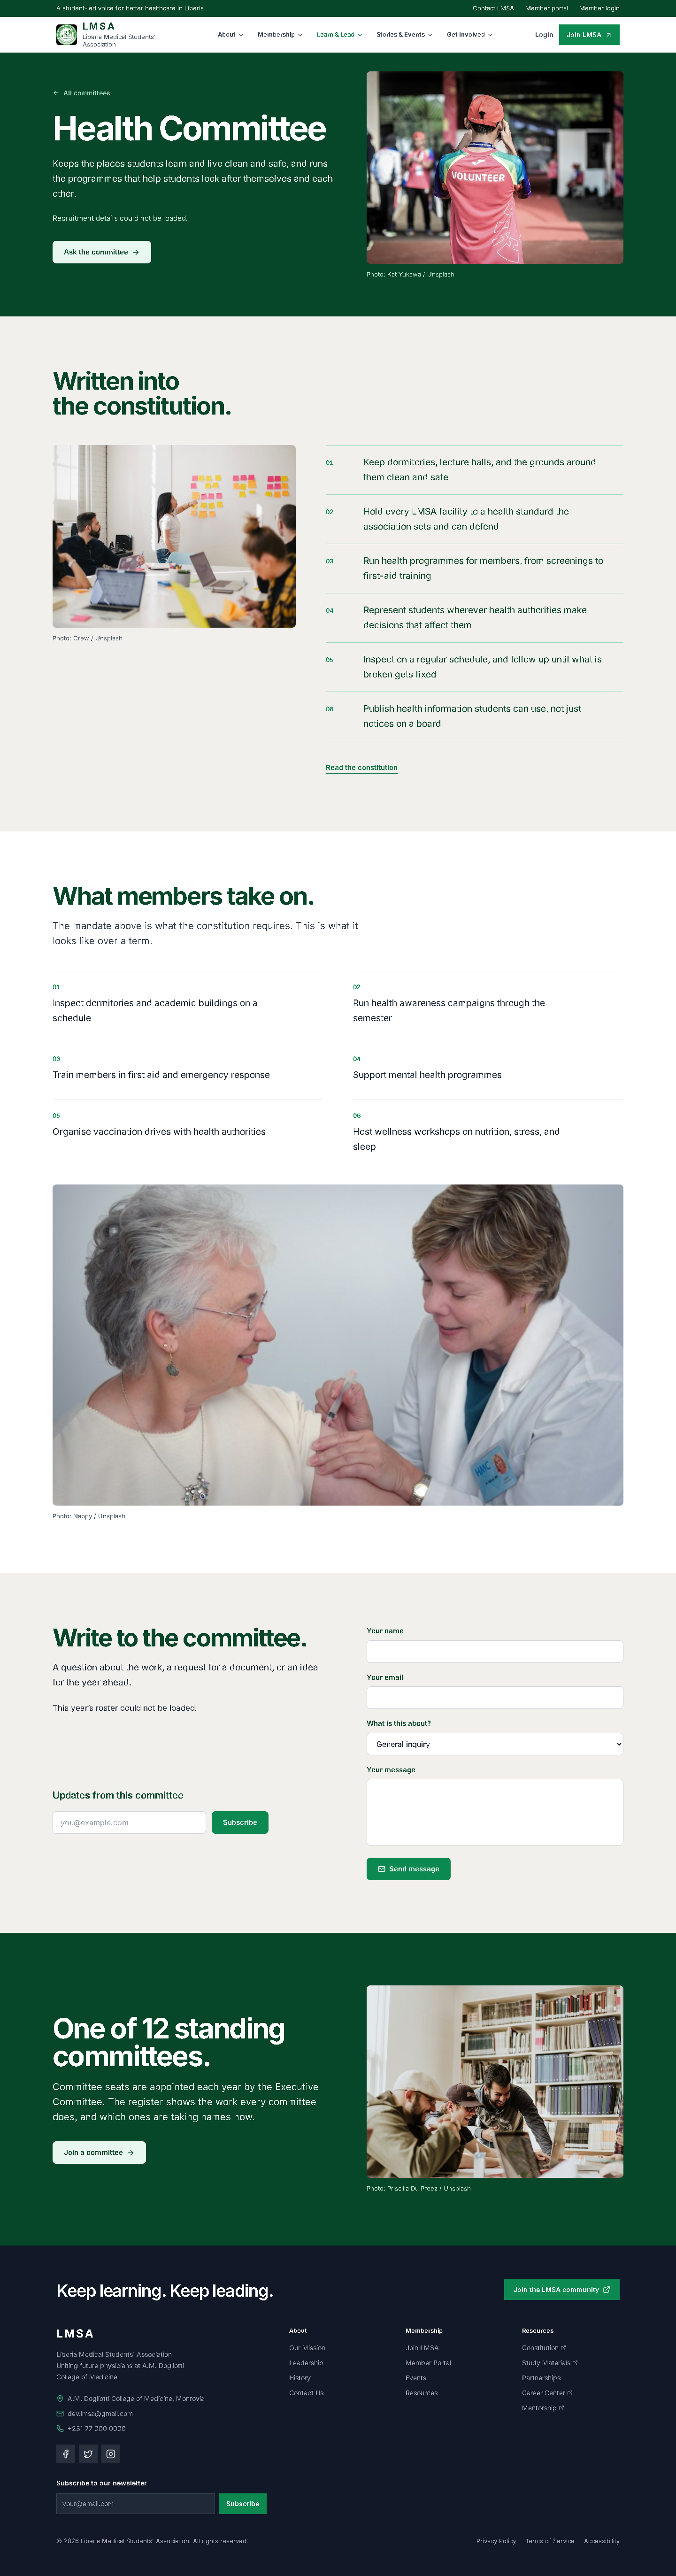 A student-led voice for better healthcare in Liberia
Contact LMSA
Member portal
Member login
LMSA
Liberia Medical Students'
Association
About
Membership
Learn & Lead
Stories & Events
Get Involved
Login
Join LMSA
All committees
Health Committee
Keeps the places students learn and live clean and safe, and runs
the programmes that help students look after themselves and each
other.
Recruitment details could not be loaded.
Ask the committee
VOLUNTEER
Photo: Kat Yukawa / Unsplash
Written into
the constitution.
Photo: Crew / Unsplash
01
Keep dormitories, lecture halls, and the grounds around
them clean and safe
02
Hold every LMSA facility to a health standard the
association sets and can defend
03
Run health programmes for members, from screenings to
first-aid training
04
Represent students wherever health authorities make
decisions that affect them
05
Inspect on a regular schedule, and follow up until what is
broken gets fixed
06
Publish health information students can use, not just
notices on a board
Read the constitution
What members take on.
The mandate above is what the constitution requires. This is what it
looks like over a term.
01
Inspect dormitories and academic buildings on a
schedule
02
Run health awareness campaigns through the
semester
03
Train members in first aid and emergency response
04
Support mental health programmes
05
Organise vaccination drives with health authorities
06
Host wellness workshops on nutrition, stress, and
sleep
HMC
Photo: Nappy / Unsplash
Write to the committee.
A question about the work, a request for a document, or an idea
for the year ahead.
This year's roster could not be loaded.
Updates from this committee
you@example.com
Subscribe
Your name
Your email
What is this about?
General inquiry
Your message
Send message
One of 12 standing
committees.
Committee seats are appointed each year by the Executive
Committee. The register shows the work every committee
does, and which ones are taking names now.
Join a committee
Photo: Priscilla Du Preez / Unsplash
Keep learning. Keep leading.
Join the LMSA community
LMSA
Liberia Medical Students' Association
Uniting future physicians at A.M. Dogliotti
College of Medicine
A.M. Dogliotti College of Medicine, Monrovia
dev.lmsa@gmail.com
+231 77 000 0000
Subscribe to our newsletter
your@email.com
Subscribe
About
Our Mission
Leadership
History
Contact Us
Membership
Join LMSA
Member Portal
Events
Resources
Resources
Constitution
Study Materials
Partnerships
Career Center
Mentorship
© 2026 Liberia Medical Students' Association. All rights reserved.
Privacy Policy
Terms of Service
Accessibility